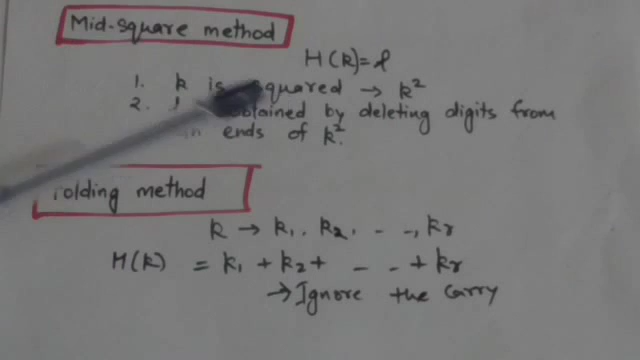 Mid-square method
H(k)=l
1. k is squared → k²
2. obtained by deleting digits from
ends of k².
Folding method
k → k1, k2, - - -, kr
H(k) = k1 + k2 + - - - + kr
→ Ignore the carry